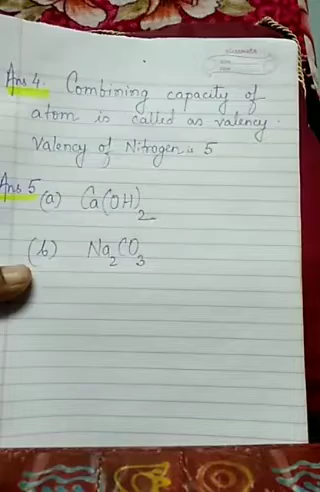 Ans 4. Combining capacity of
atom is called as valency.
Valency of Nitrogen is 5
Ans 5 (a) Ca(OH)2
(b) Na2CO3